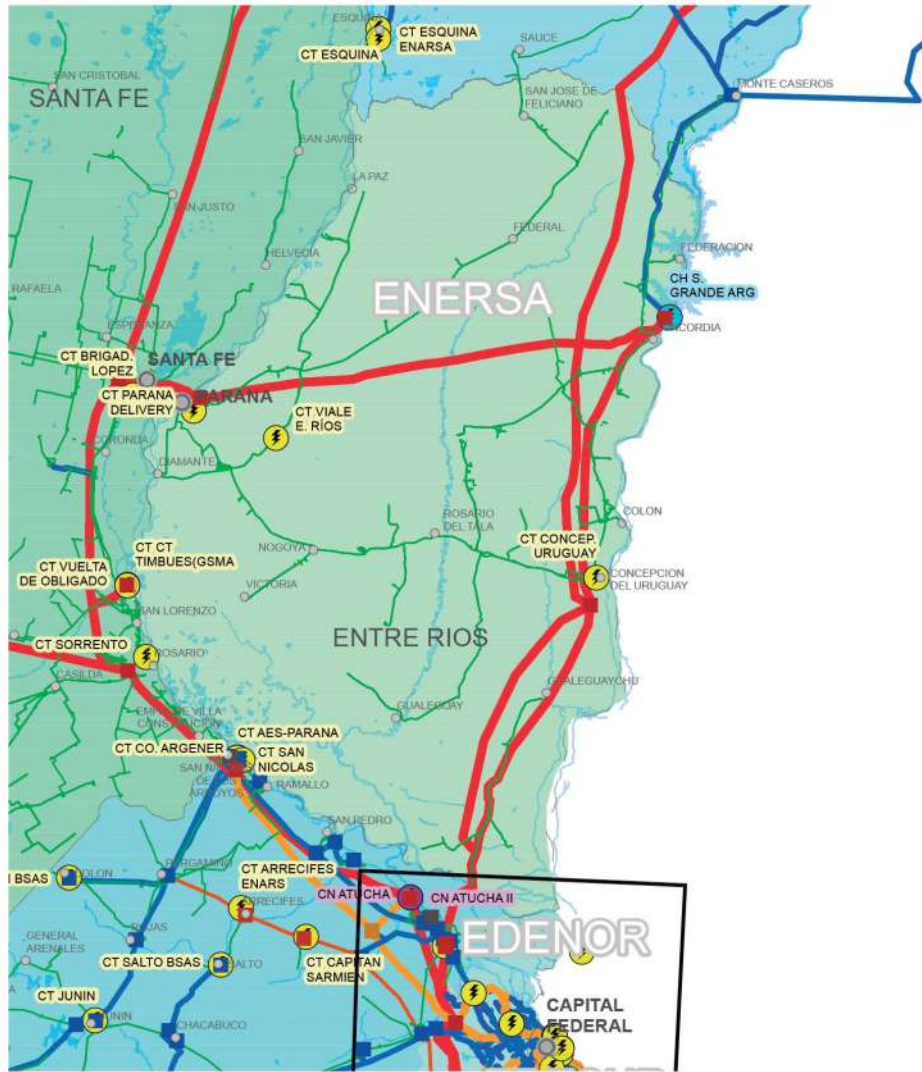 ESQUINA
CT ESQUINA
ENARSA
CT ESQUINA
SAUCE
SAN CRISTOBAL
SANTA FE
SAN JOSE DE
FELICIANO
MONTE CASEROS
SAN JAVIER
LA PAZ
SAN JUSTO
FEDERAL
HELVECIA
FEDERACION
RAFAELA
CH S.
GRANDE ARG
ENERSA
ESPERANZA
CT BRIGAD.
LOPEZ
SANTA FE
CT PARANA
DELIVERY
PARANA
CT VIALE
E. RÍOS
CORONDA
DIAMANTE
ROSARIO
DEL TALA
COLON
NOGOYA
CT CONCEP.
URUGUAY
CONCEPCION
DEL URUGUAY
CT CT
TIMBUES(GSMA
CT VUELTA
DE OBLIGADO
VICTORIA
SAN LORENZO
ENTRE RIOS
CT SORRENTO
ROSARIO
CASILDA
GUALEGUAYCHU
GUALEGUAY
CT AES-PARANA
CT CO. ARGENER
CT SAN
NICOLAS
RAMALLO
SAN PEDRO
I BSAS
COLON
PERGAMINO
CT ARRECIFES
ENARS
ARRECIFES
CN ATUCHA
CN ATUCHA II
EDENOR
ROJAS
GENERAL
ARENALES
CT SALTO BSAS
SALTO
CT CAPITAN
SARMIEN
CT JUNIN
JUNIN
CHACABUCO
CAPITAL
FEDERAL